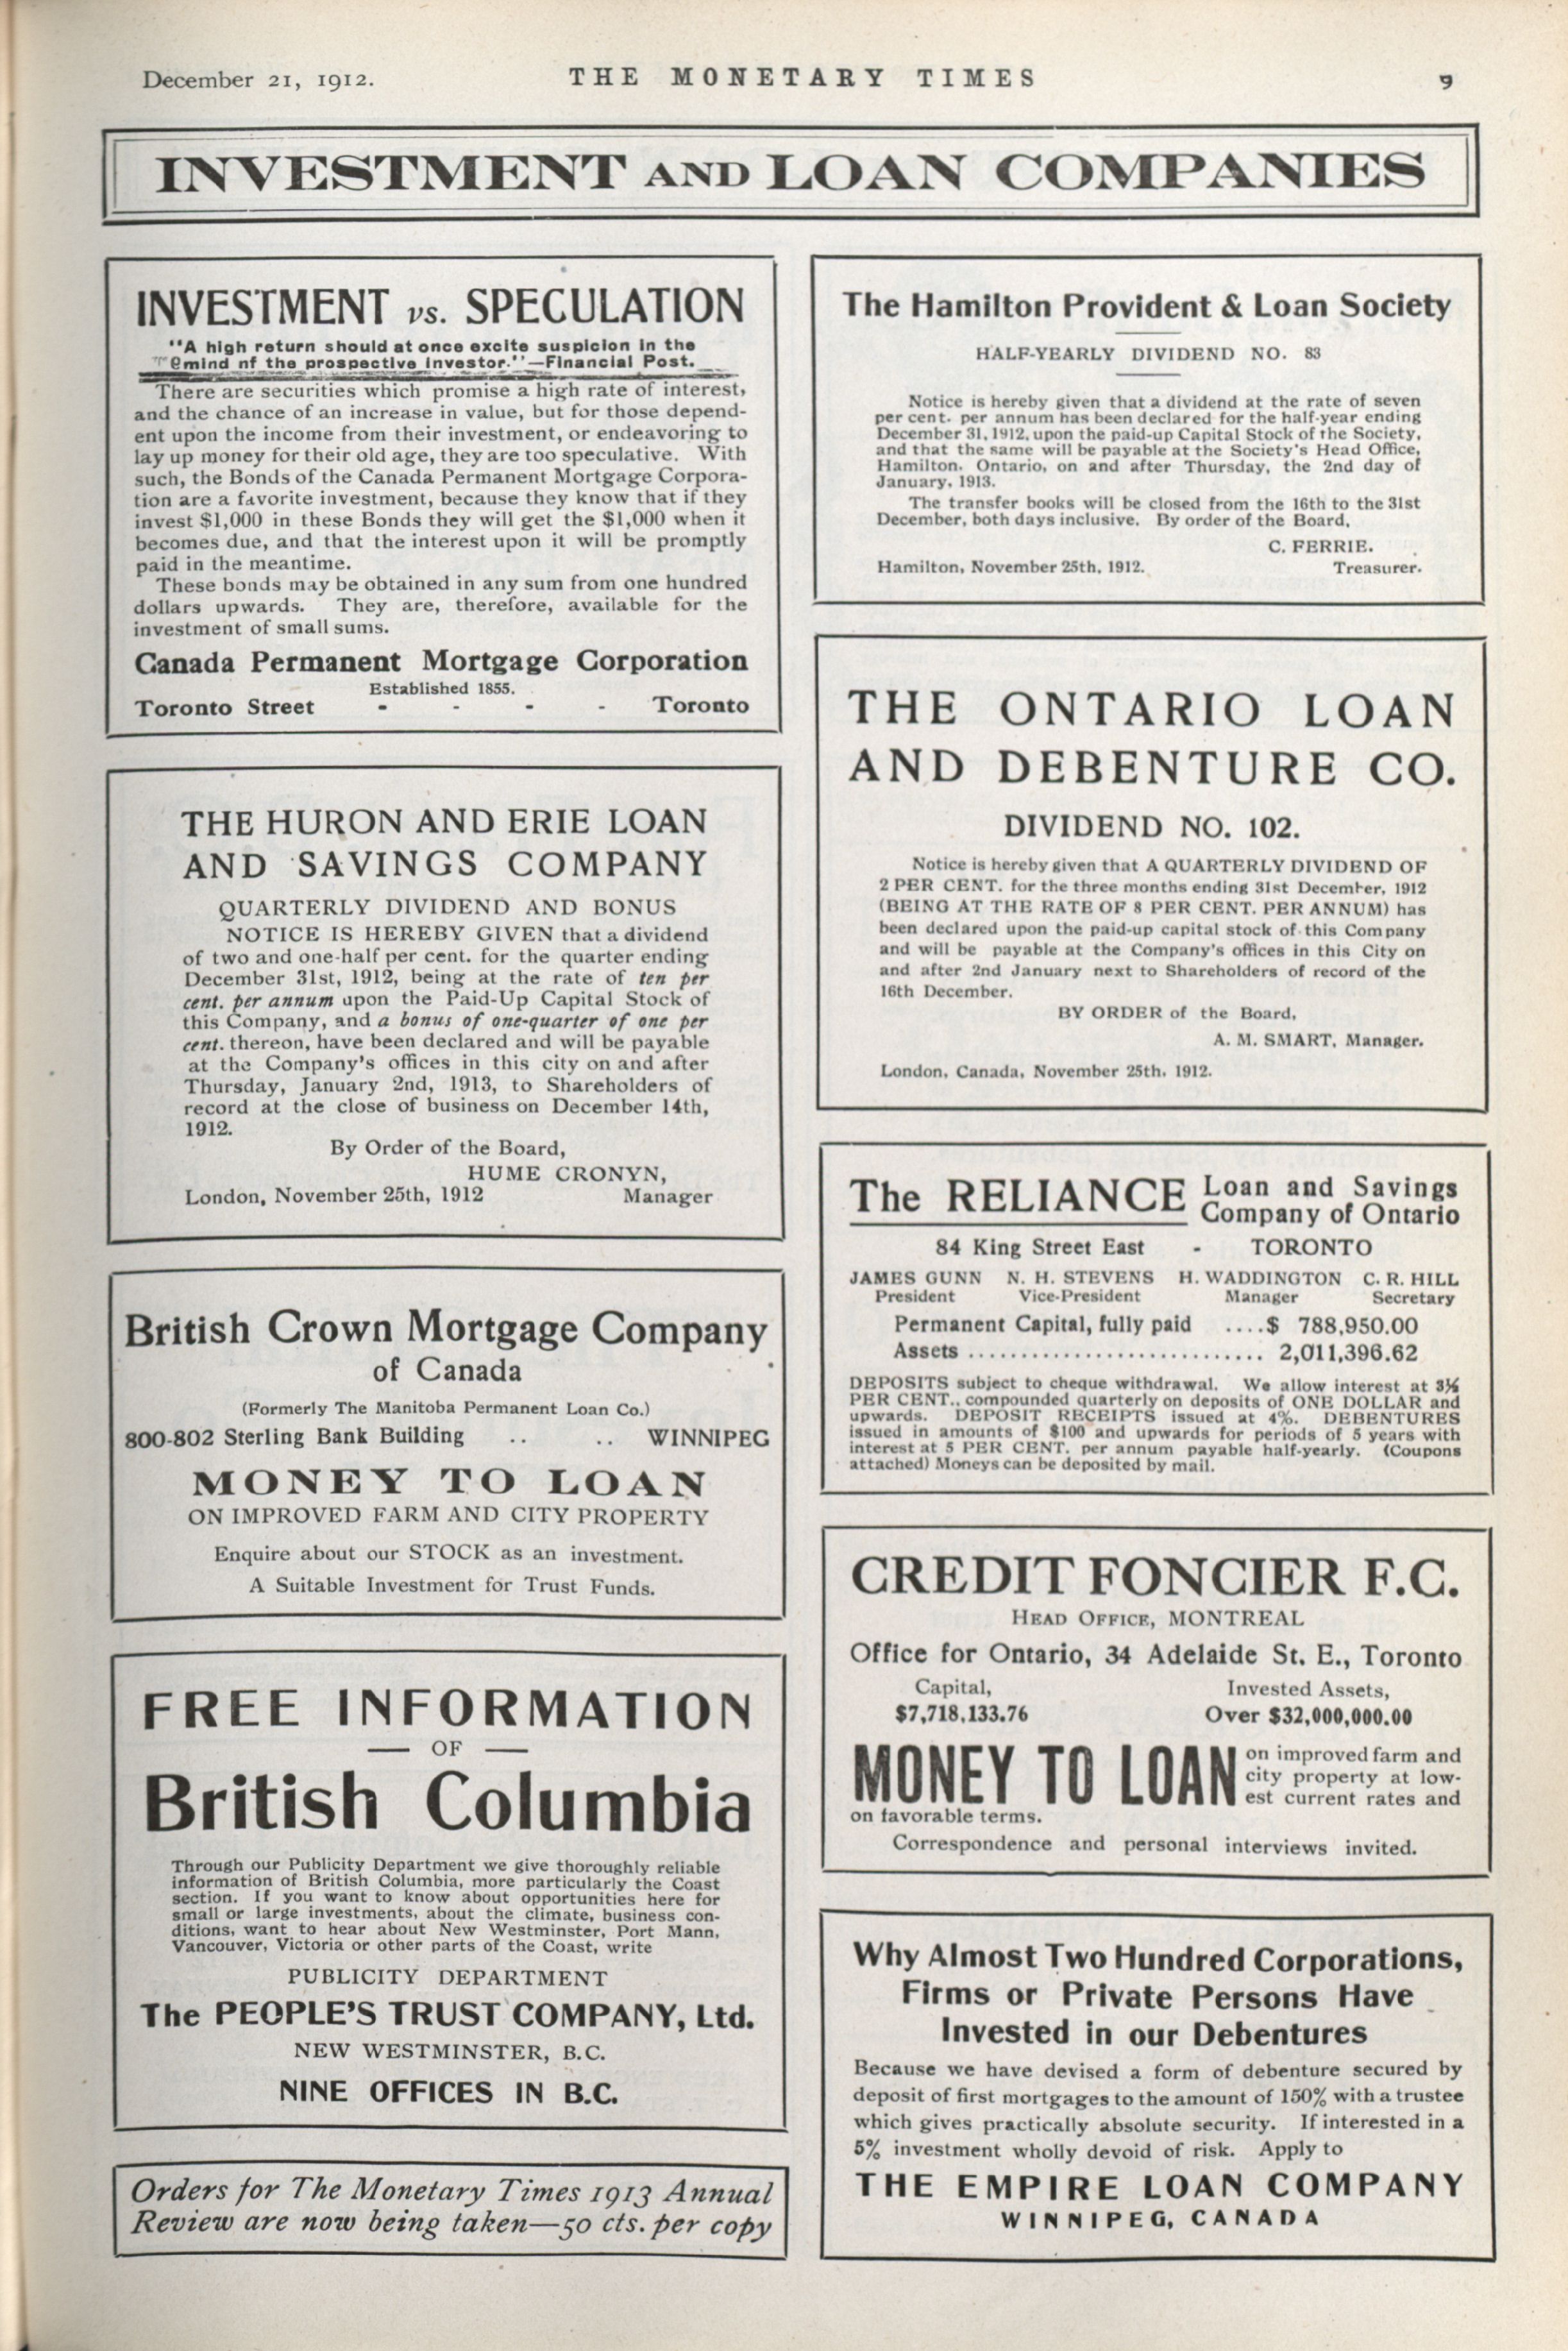 December 21, 1912.
THE MONETARY TIMES
9
INVESTMENT AND LOAN COMPANIES
INVESTMENT vs. SPECULATION
"A high return should at once excite suspicion in the
mind of the prospective investor."—Financial Post.
There are securities which promise a high rate of interest,
and the chance of an increase in value, but for those depend-
ent upon the income from their investment, or endeavoring to
lay up money for their old age, they are too speculative. With
such, the Bonds of the Canada Permanent Mortgage Corpora-
tion are a favorite investment, because they know that if they
invest $1,000 in these Bonds they will get the $1,000 when it
becomes due, and that the interest upon it will be promptly
paid in the meantime.
These bonds may be obtained in any sum from one hundred
dollars upwards. They are, therefore, available for the
investment of small sums.
Canada Permanent Mortgage Corporation
Established 1855.
Toronto Street - - - - Toronto
THE HURON AND ERIE LOAN
AND SAVINGS COMPANY
QUARTERLY DIVIDEND AND BONUS
NOTICE IS HEREBY GIVEN that a dividend
of two and one-half per cent. for the quarter ending
December 31st, 1912, being at the rate of ten per
cent. per annum upon the Paid-Up Capital Stock of
this Company, and a bonus of one-quarter of one per
cent. thereon, have been declared and will be payable
at the Company's offices in this city on and after
Thursday, January 2nd, 1913, to Shareholders of
record at the close of business on December 14th,
1912.
By Order of the Board,
HUME CRONYN,
London, November 25th, 1912 Manager
British Crown Mortgage Company
of Canada
(Formerly The Manitoba Permanent Loan Co.)
800-802 Sterling Bank Building .. .. WINNIPEG
MONEY TO LOAN
ON IMPROVED FARM AND CITY PROPERTY
Enquire about our STOCK as an investment.
A Suitable Investment for Trust Funds.
FREE INFORMATION
— OF —
British Columbia
Through our Publicity Department we give thoroughly reliable
information of British Columbia, more particularly the Coast
section. If you want to know about opportunities here for
small or large investments, about the climate, business con-
ditions, want to hear about New Westminster, Port Mann,
Vancouver, Victoria or other parts of the Coast, write
PUBLICITY DEPARTMENT
The PEOPLE'S TRUST COMPANY, Ltd.
NEW WESTMINSTER, B.C.
NINE OFFICES IN B.C.
Orders for The Monetary Times 1913 Annual
Review are now being taken—50 cts. per copy
The Hamilton Provident & Loan Society
HALF-YEARLY DIVIDEND NO. 83
Notice is hereby given that a dividend at the rate of seven
per cent. per annum has been declared for the half-year ending
December 31, 1912, upon the paid-up Capital Stock of the Society,
and that the same will be payable at the Society's Head Office,
Hamilton, Ontario, on and after Thursday, the 2nd day of
January, 1913.
The transfer books will be closed from the 16th to the 31st
December, both days inclusive. By order of the Board,
C. FERRIE.
Hamilton, November 25th, 1912. Treasurer.
THE ONTARIO LOAN
AND DEBENTURE CO.
DIVIDEND NO. 102.
Notice is hereby given that A QUARTERLY DIVIDEND OF
2 PER CENT. for the three months ending 31st December, 1912
(BEING AT THE RATE OF 8 PER CENT. PER ANNUM) has
been declared upon the paid-up capital stock of this Company
and will be payable at the Company's offices in this City on
and after 2nd January next to Shareholders of record of the
16th December.
BY ORDER of the Board,
A. M. SMART, Manager.
London, Canada, November 25th, 1912.
The RELIANCE Loan and Savings
Company of Ontario
84 King Street East - TORONTO
JAMES GUNN N. H. STEVENS H. WADDINGTON C. R. HILL
President Vice-President Manager Secretary
Permanent Capital, fully paid ....$ 788,950.00
Assets ............................ 2,011,396.62
DEPOSITS subject to cheque withdrawal. We allow interest at 3½
PER CENT., compounded quarterly on deposits of ONE DOLLAR and
upwards. DEPOSIT RECEIPTS issued at 4%. DEBENTURES
issued in amounts of $100 and upwards for periods of 5 years with
interest at 5 PER CENT. per annum payable half-yearly. (Coupons
attached) Moneys can be deposited by mail.
CREDIT FONCIER F.C.
HEAD OFFICE, MONTREAL
Office for Ontario, 34 Adelaide St. E., Toronto
Capital, Invested Assets,
$7,718,133.76 Over $32,000,000.00
MONEY TO LOAN on improved farm and
city property at low-
est current rates and
on favorable terms.
Correspondence and personal interviews invited.
Why Almost Two Hundred Corporations,
Firms or Private Persons Have
Invested in our Debentures
Because we have devised a form of debenture secured by
deposit of first mortgages to the amount of 150% with a trustee
which gives practically absolute security. If interested in a
5% investment wholly devoid of risk. Apply to
THE EMPIRE LOAN COMPANY
WINNIPEG, CANADA